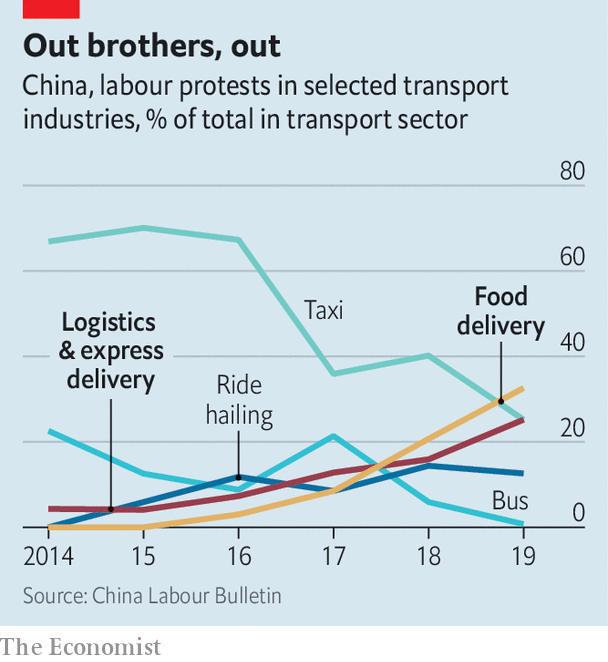 Out brothers, out
China, labour protests in selected transport
industries, % of total in transport sector
80
60
Taxi
Food
delivery
Logistics
& express
delivery
40
Ride
hailing
20
Bus
0
2014 15 16 17 18 19
Source: China Labour Bulletin
The Economist